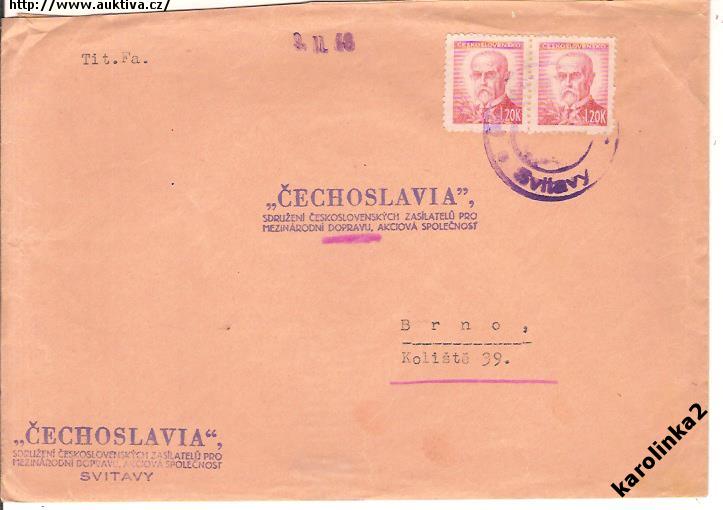 http://www.auktiva.cz/
Tit.Fa.
ČESKOSLOVENSKO
1.20K
ČESKOSLOVENSKO
1.20K
Svitavy
„ČECHOSLAVIA",
SDRUŽENÍ ČESKOSLOVENSKÝCH ZASÍLATELŮ PRO
MEZINÁRODNÍ DOPRAVU, AKCIOVÁ SPOLEČNOST
Brno,
Koliště 39.
„ČECHOSLAVIA",
SDRUŽENÍ ČESKOSLOVENSKÝCH ZASÍLATELŮ PRO
MEZINÁRODNÍ DOPRAVU, AKCIOVÁ SPOLEČNOST
SVITAVY
karolinka2